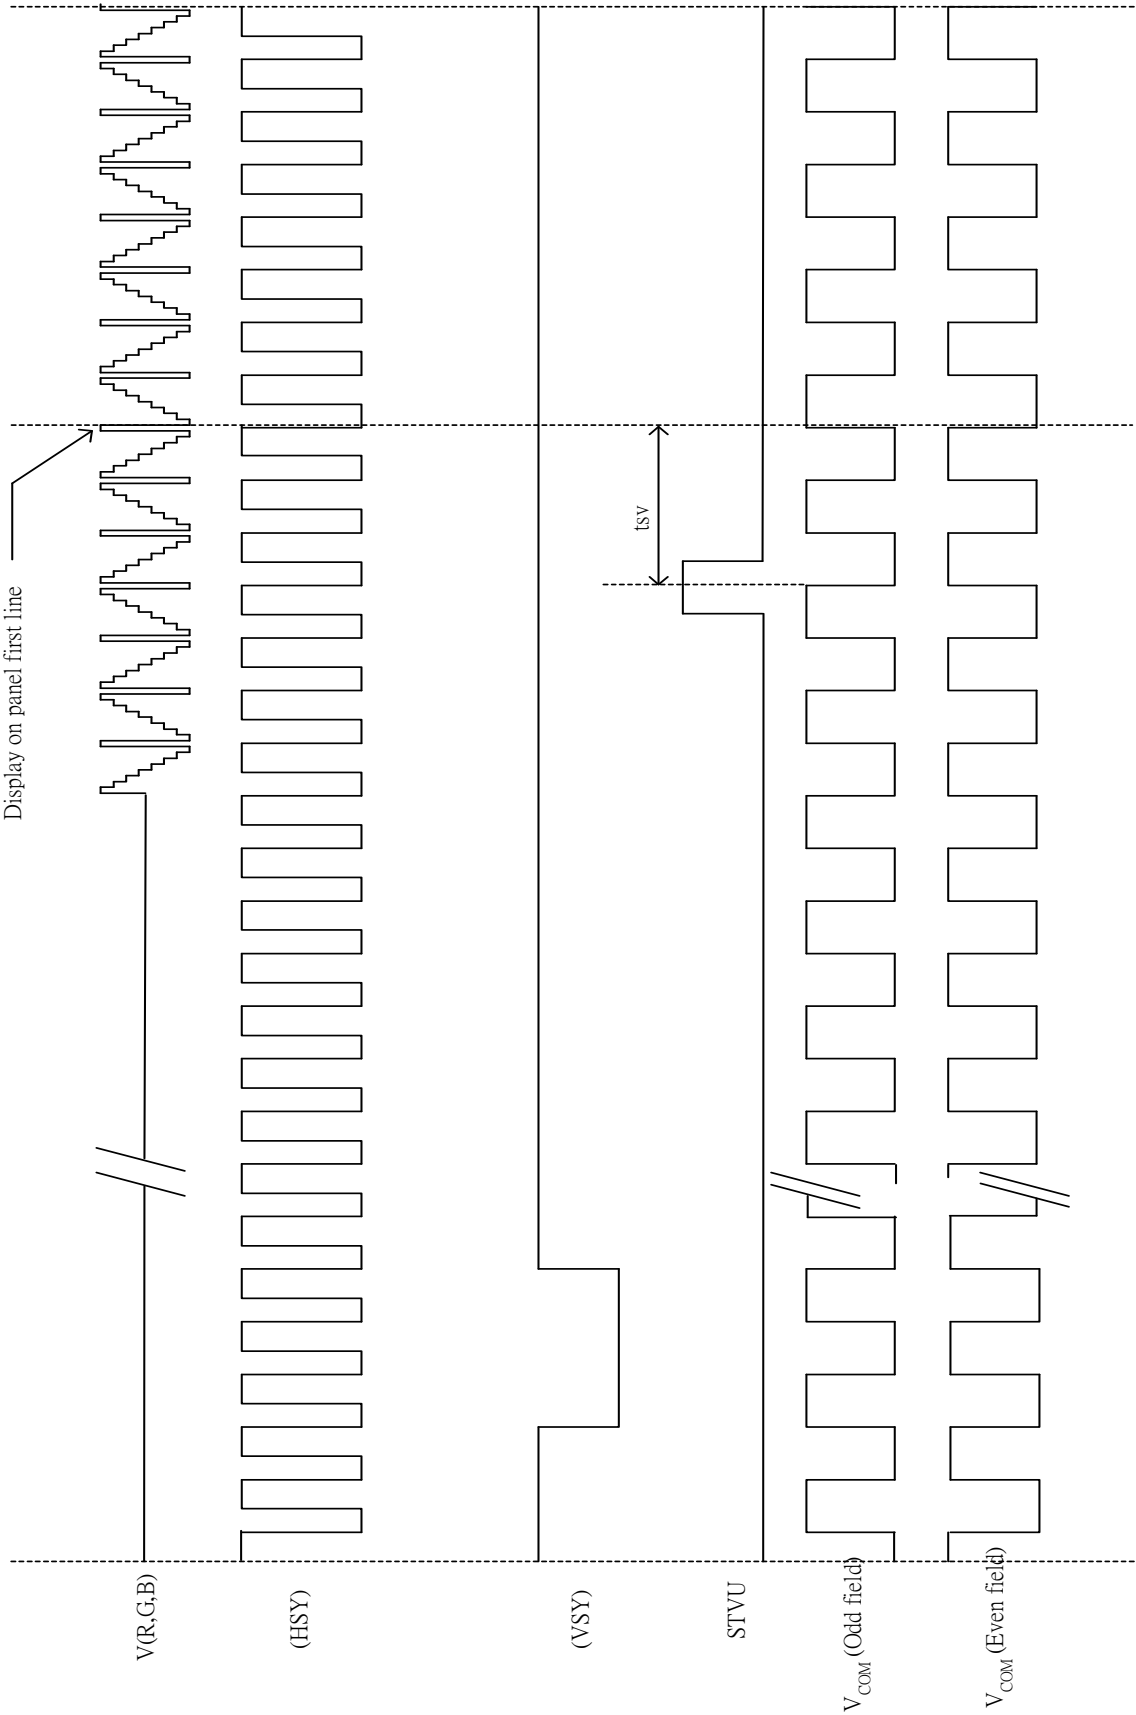 Display on panel first line
V(R,G,B)
(HSY)
(VSY)
tsv
STVU
VCOM (Odd field)
VCOM (Even field)